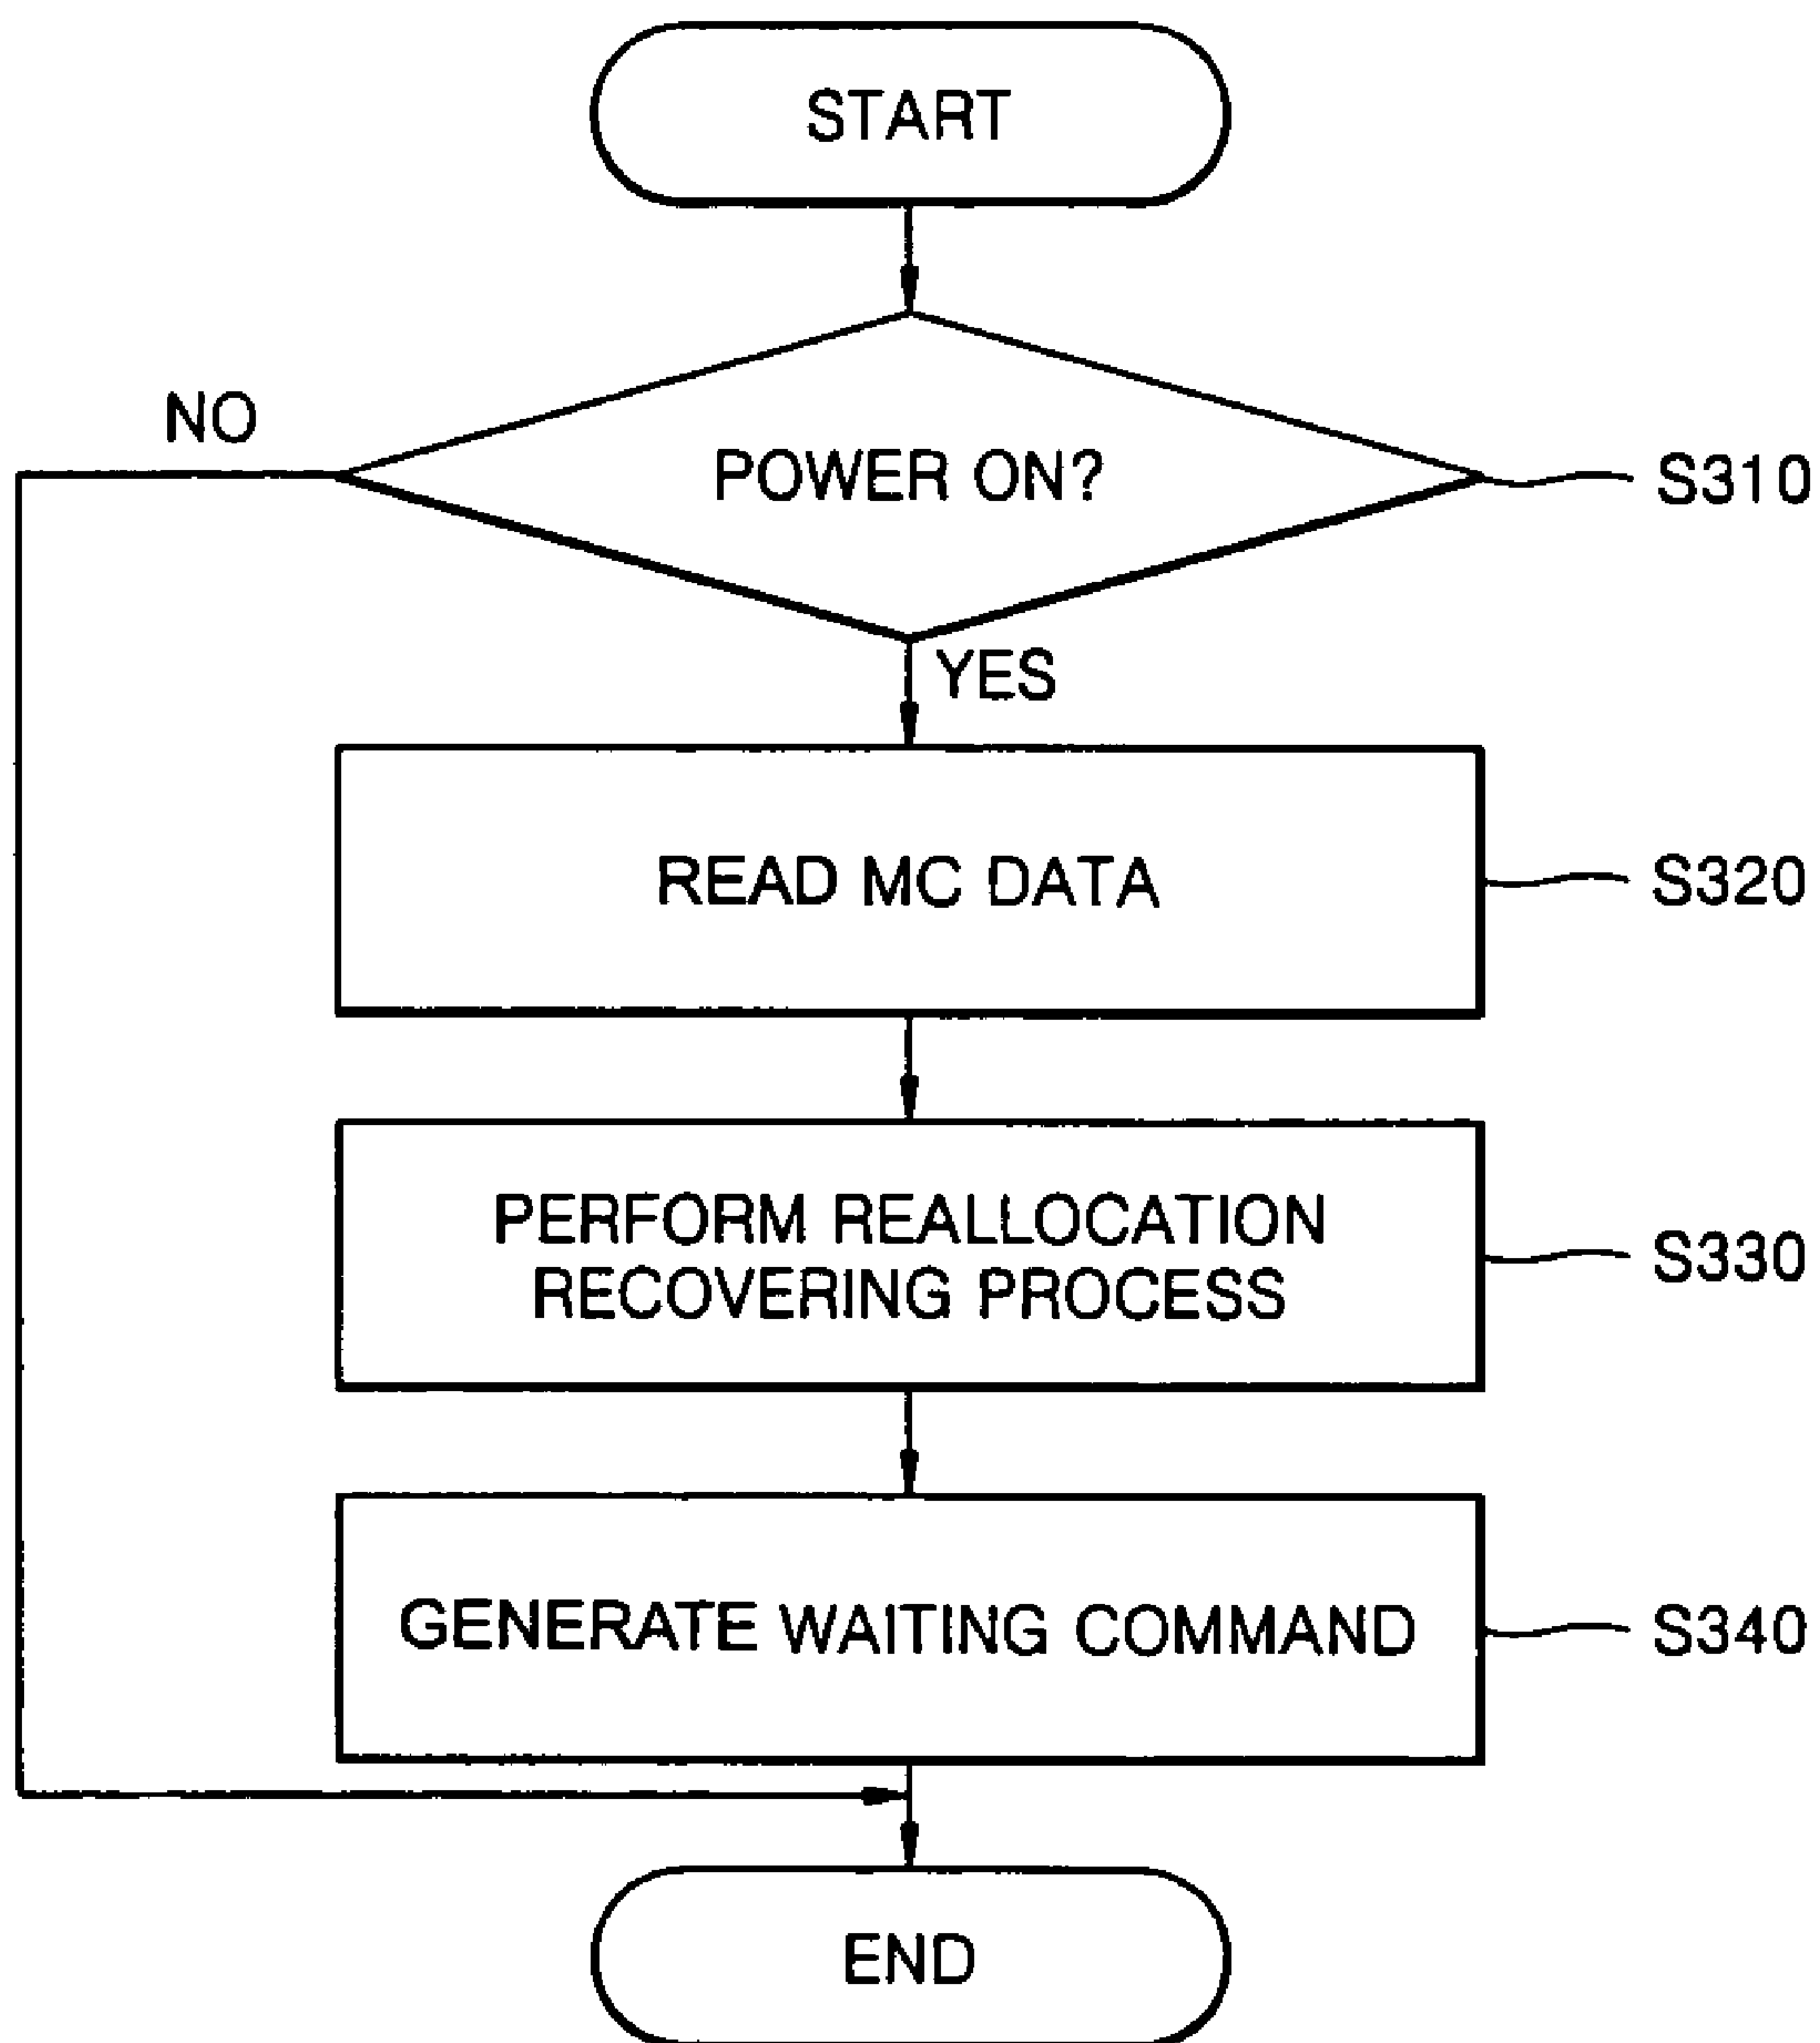 START
NO
POWER ON?
S310
YES
READ MC DATA
S320
PERFORM REALLOCATION
RECOVERING PROCESS
S330
GENERATE WAITING COMMAND
S340
END